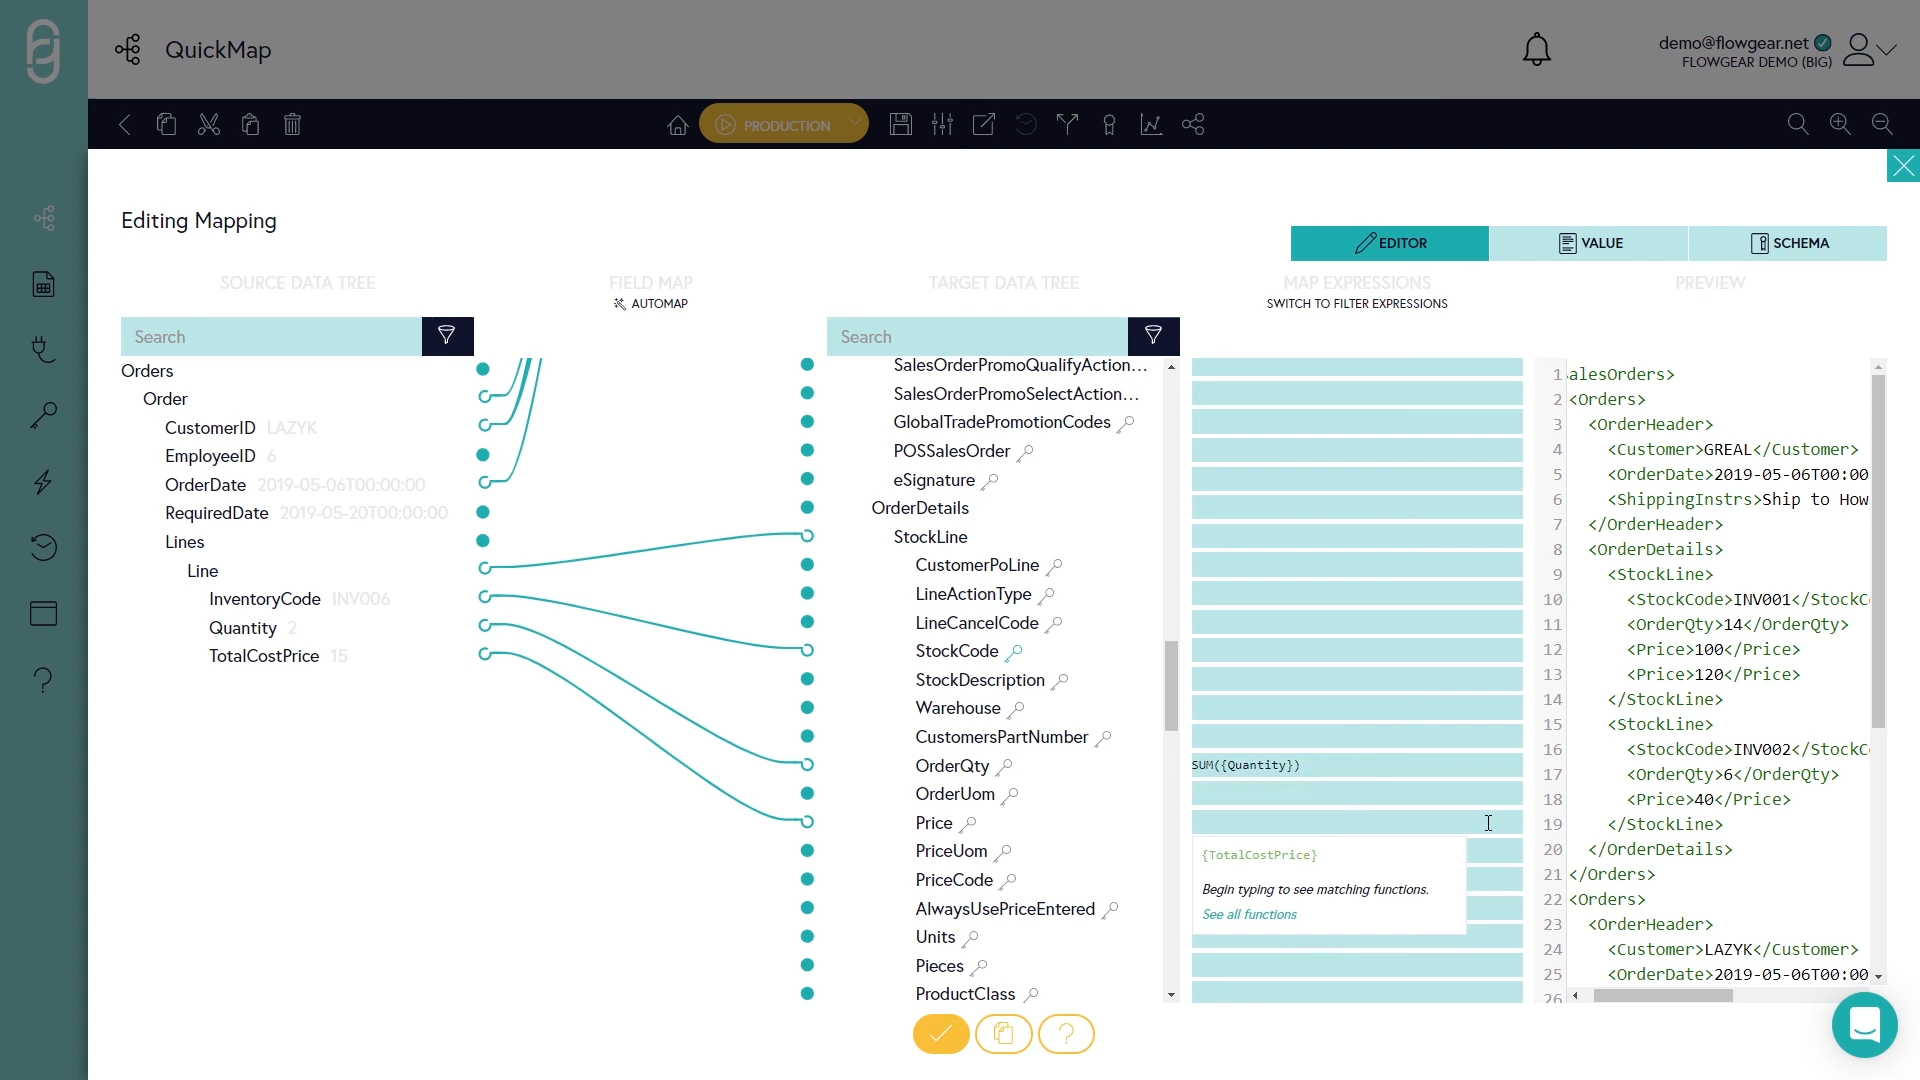 QuickMap
demo@flowgear.net
FLOWGEAR DEMO (BIG)
PRODUCTION
Editing Mapping
EDITOR
VALUE
SCHEMA
SOURCE DATA TREE
FIELD MAP
TARGET DATA TREE
MAP EXPRESSIONS
PREVIEW
AUTOMAP
SWITCH TO FILTER EXPRESSIONS
Search
Search
Orders
Order
CustomerID LAZYK
EmployeeID 6
OrderDate 2019-05-06T00:00:00
RequiredDate 2019-05-20T00:00:00
Lines
Line
InventoryCode INV006
Quantity 2
TotalCostPrice 15
SalesOrderPromoQualifyAction...
SalesOrderPromoSelectAction...
GlobalTradePromotionCodes
POSSalesOrder
eSignature
OrderDetails
StockLine
CustomerPoLine
LineActionType
LineCancelCode
StockCode
StockDescription
Warehouse
CustomersPartNumber
OrderQty
OrderUom
Price
PriceUom
PriceCode
AlwaysUsePriceEntered
Units
Pieces
ProductClass
SUM({Quantity})
{TotalCostPrice}
Begin typing to see matching functions.
See all functions
1 alesOrders>
2 <Orders>
3 <OrderHeader>
4 <Customer>GREAL</Customer>
5 <OrderDate>2019-05-06T00:00
6 <ShippingInstrs>Ship to How
7 </OrderHeader>
8 <OrderDetails>
9 <StockLine>
10 <StockCode>INV001</StockC
11 <OrderQty>14</OrderQty>
12 <Price>100</Price>
13 <Price>120</Price>
14 </StockLine>
15 <StockLine>
16 <StockCode>INV002</StockC
17 <OrderQty>6</OrderQty>
18 <Price>40</Price>
19 </StockLine>
20 </OrderDetails>
21 </Orders>
22 <Orders>
23 <OrderHeader>
24 <Customer>LAZYK</Customer>
25 <OrderDate>2019-05-06T00:00
26